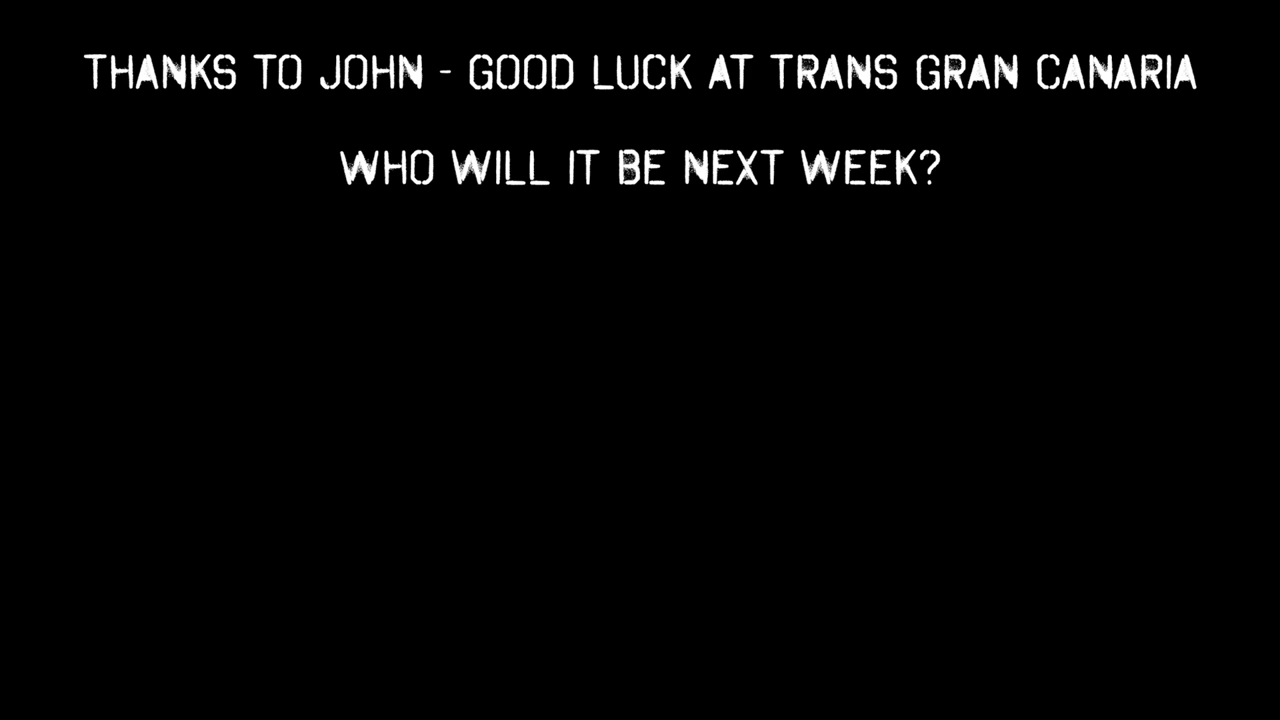 THANKS TO JOHN - GOOD LUCK AT TRANS GRAN CANARIA
WHO WILL IT BE NEXT WEEK?